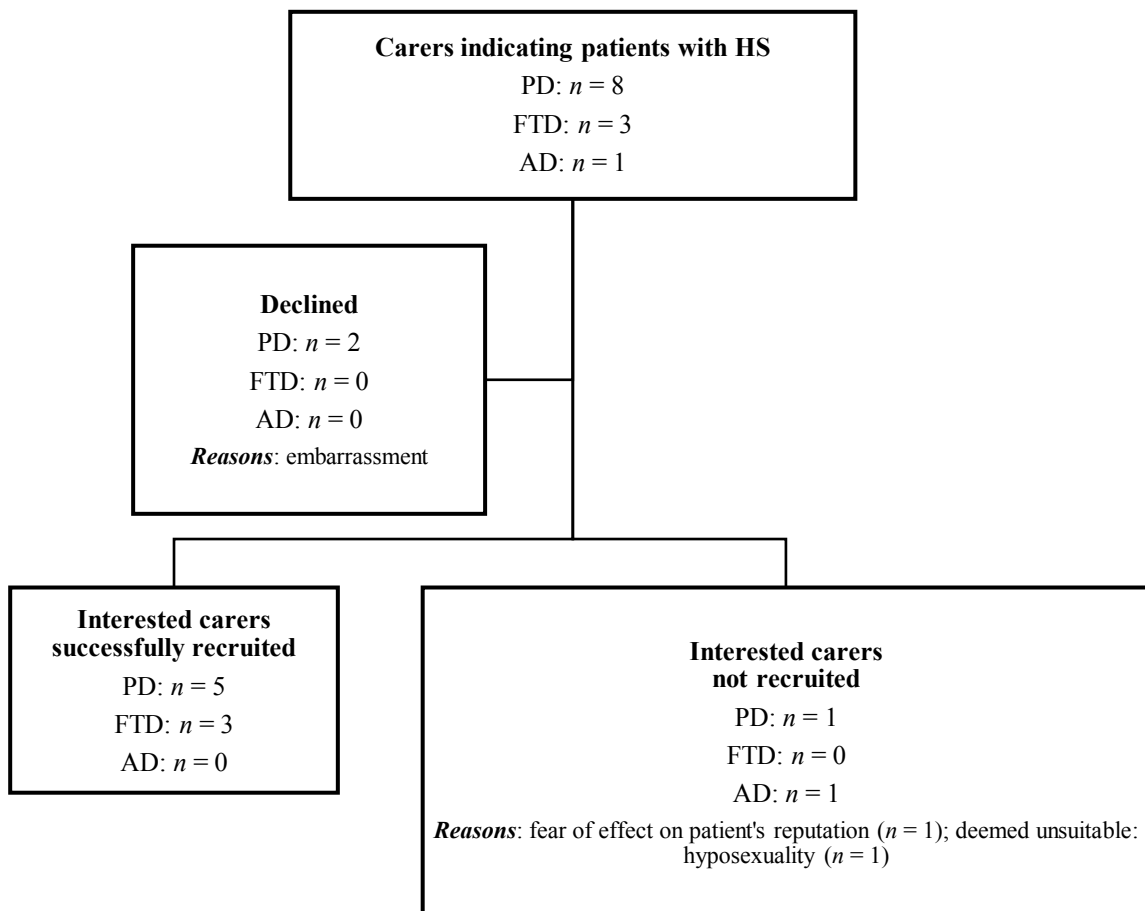 Carers indicating patients with HS
PD: n = 8
FTD: n = 3
AD: n = 1
Declined
PD: n = 2
FTD: n = 0
AD: n = 0
Reasons: embarrassment
Interested carers
successfully recruited
PD: n = 5
FTD: n = 3
AD: n = 0
Interested carers
not recruited
PD: n = 1
FTD: n = 0
AD: n = 1
Reasons: fear of effect on patient's reputation (n = 1); deemed unsuitable:
hyposexuality (n = 1)